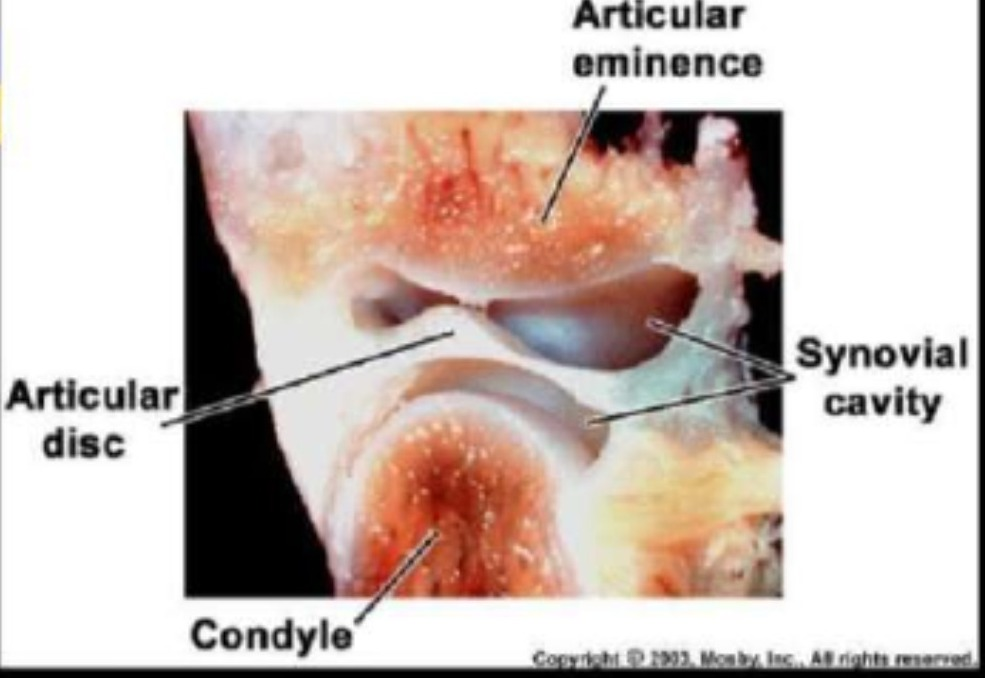 Articular
eminence
Articular
disc
Synovial
cavity
Condyle
Copyright © 2003, Mosby, Inc., All rights reserved.